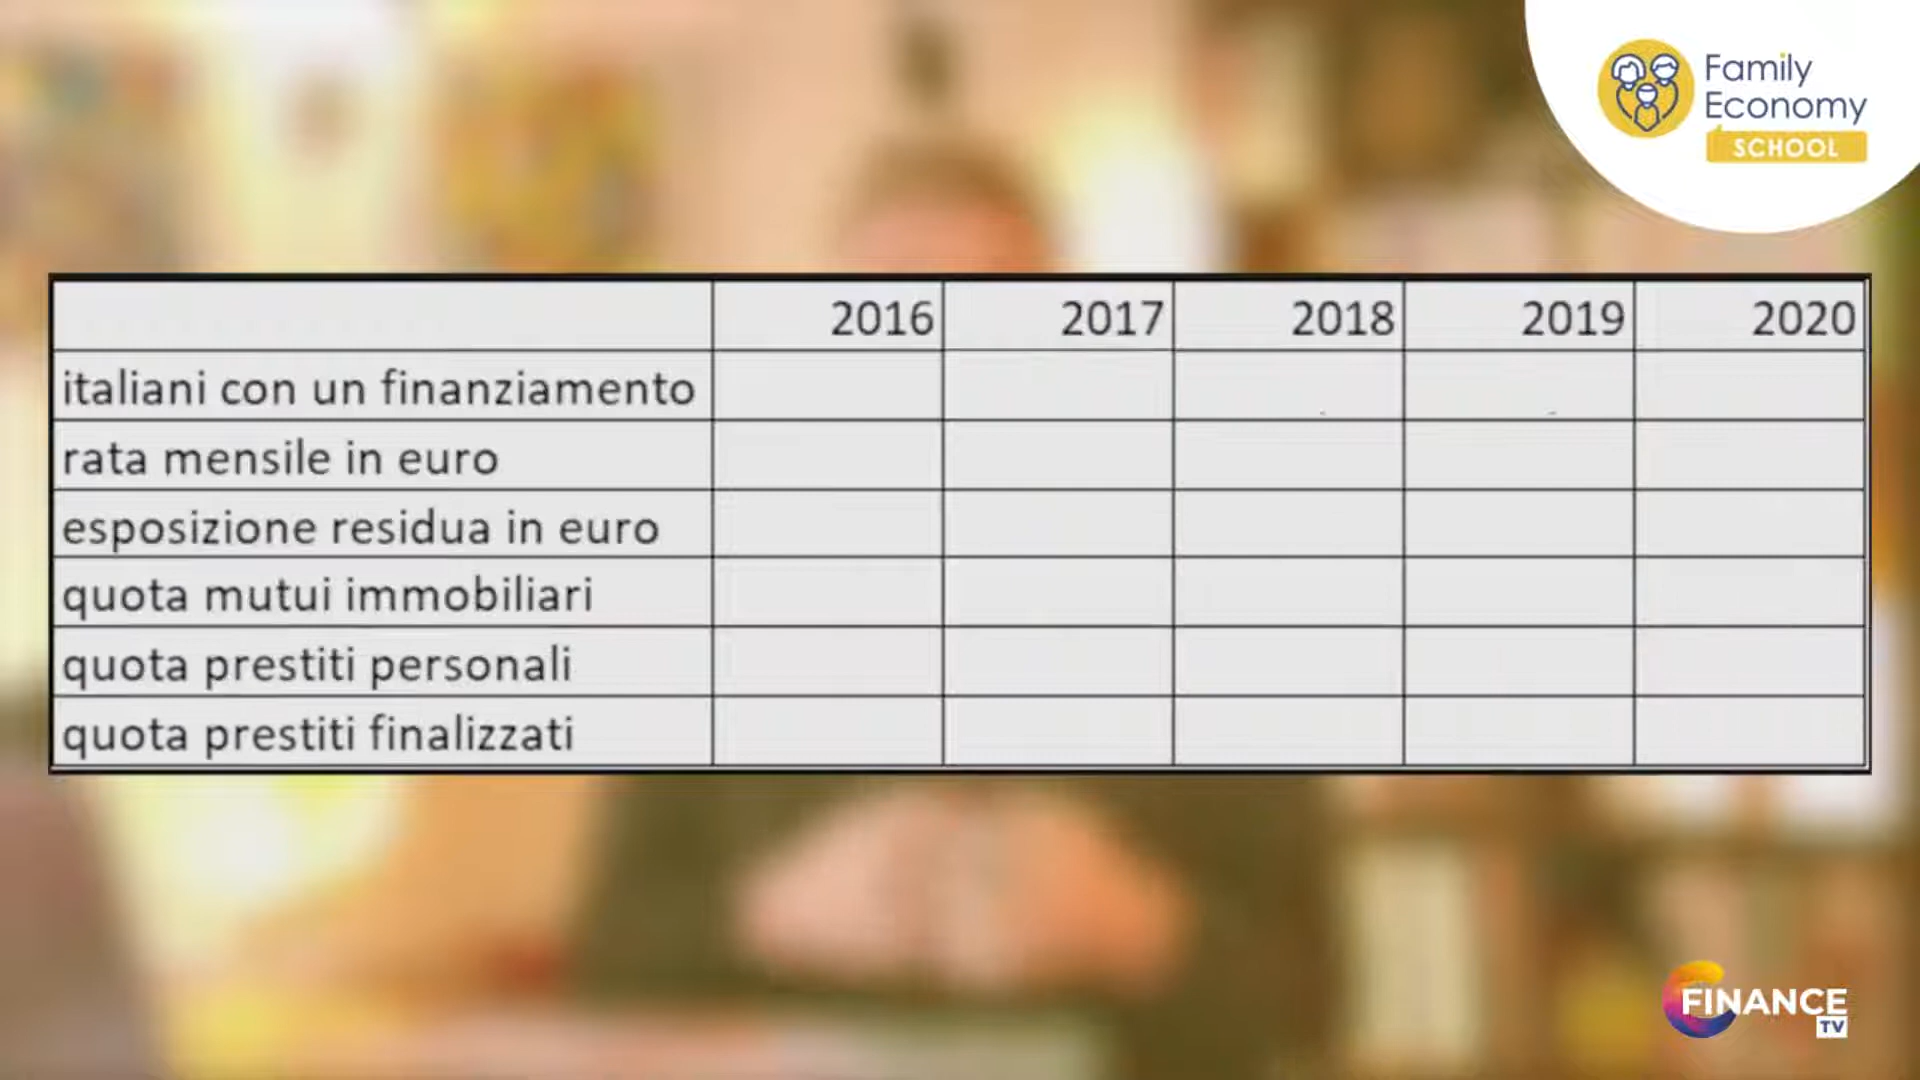 Family
Economy
SCHOOL
2016 2017 2018 2019 2020
italiani con un finanziamento
rata mensile in euro
esposizione residua in euro
quota mutui immobiliari
quota prestiti personali
quota prestiti finalizzati
FINANCE
TV